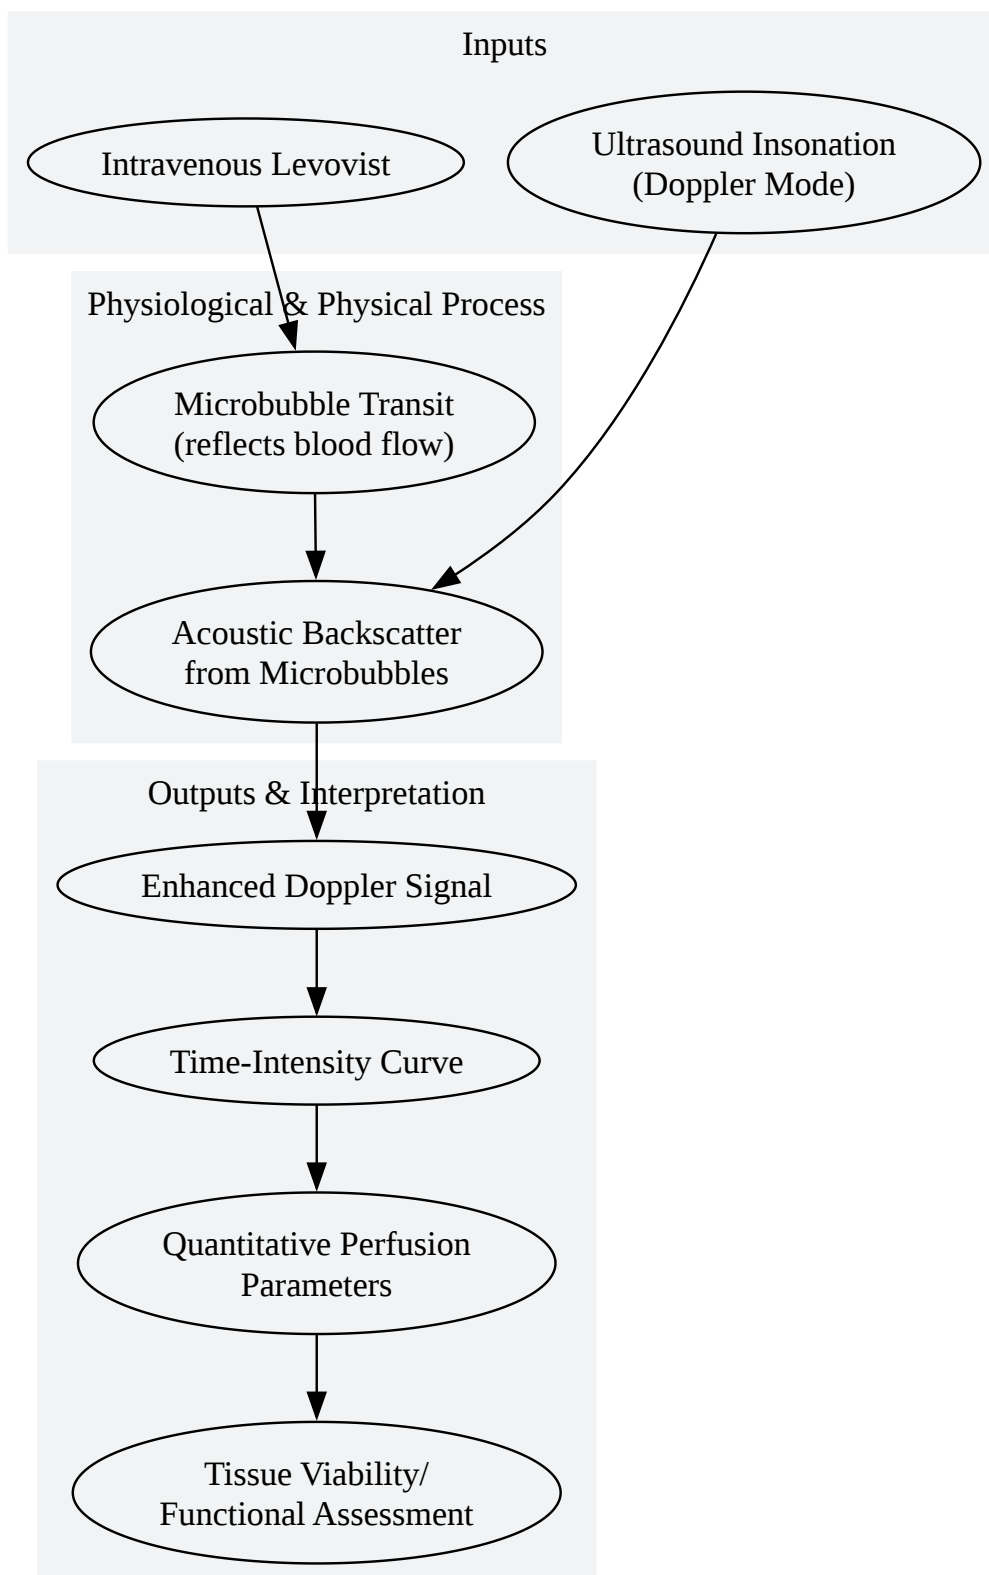 Inputs
Intravenous Levovist
Ultrasound Insonation
(Doppler Mode)
Physiological & Physical Process
Microbubble Transit
(reflects blood flow)
Acoustic Backscatter
from Microbubbles
Outputs & Interpretation
Enhanced Doppler Signal
Time-Intensity Curve
Quantitative Perfusion
Parameters
Tissue Viability/
Functional Assessment